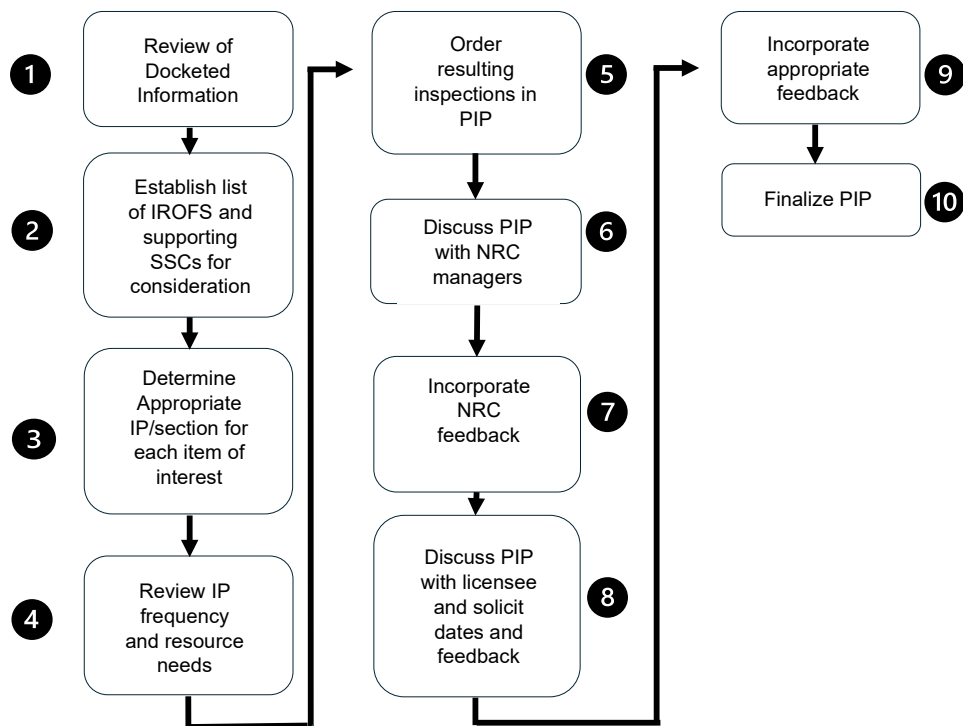 1
Review of
Docketed
Information
2
Establish list
of IROFS and
supporting
SSCs for
consideration
3
Determine
Appropriate
IP/section for
each item of
interest
4
Review IP
frequency
and resource
needs
Order
resulting
inspections in
PIP
5
Discuss PIP
with NRC
managers
6
Incorporate
NRC
feedback
7
Discuss PIP
with licensee
and solicit
dates and
feedback
8
Incorporate
appropriate
feedback
9
Finalize PIP
10